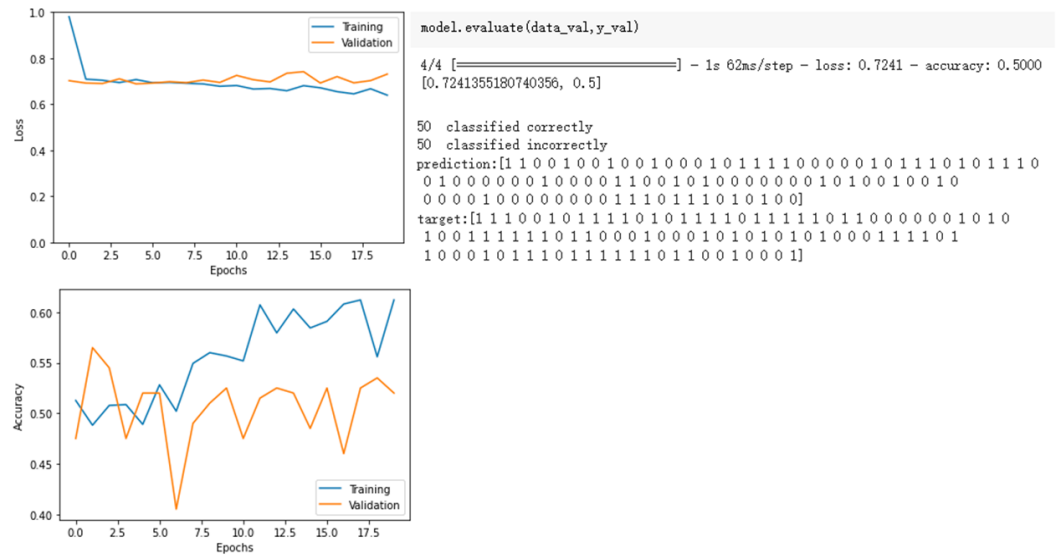 1.0
0.8
0.6
0.4
0.2
0.0
Loss
Training
Validation
0.0 2.5 5.0 7.5 10.0 12.5 15.0 17.5
Epochs
model.evaluate(data_val,y_val)
4/4 [==============================] - 1s 62ms/step - loss: 0.7241 - accuracy: 0.5000
[0.7241355180740356, 0.5]
50 classified correctly
50 classified incorrectly
prediction:[1 1 0 0 1 0 0 1 0 0 1 0 0 0 1 0 1 1 1 1 0 0 0 0 0 1 0 1 1 1 0 1 0 1 1 1 0
0 1 0 0 0 0 0 0 1 0 0 0 0 1 1 0 0 1 0 1 0 0 0 0 0 0 0 1 0 1 0 0 1 0 0 1 0
0 0 0 0 1 0 0 0 0 0 0 0 1 1 1 0 1 1 1 0 1 0 1 0 0]
target:[1 1 1 0 0 1 0 1 1 1 1 0 1 0 1 1 1 1 0 1 1 1 1 1 0 1 1 0 0 0 0 0 0 1 0 1 0
1 0 0 1 1 1 1 1 1 0 1 1 0 0 0 1 0 0 0 1 0 1 0 1 0 1 0 1 0 0 0 1 1 1 1 0 1
1 0 0 0 1 0 1 1 1 0 1 1 1 1 1 1 0 1 1 0 0 1 0 0 0 1]
0.60
0.55
0.50
0.45
0.40
Accuracy
Training
Validation
0.0 2.5 5.0 7.5 10.0 12.5 15.0 17.5
Epochs